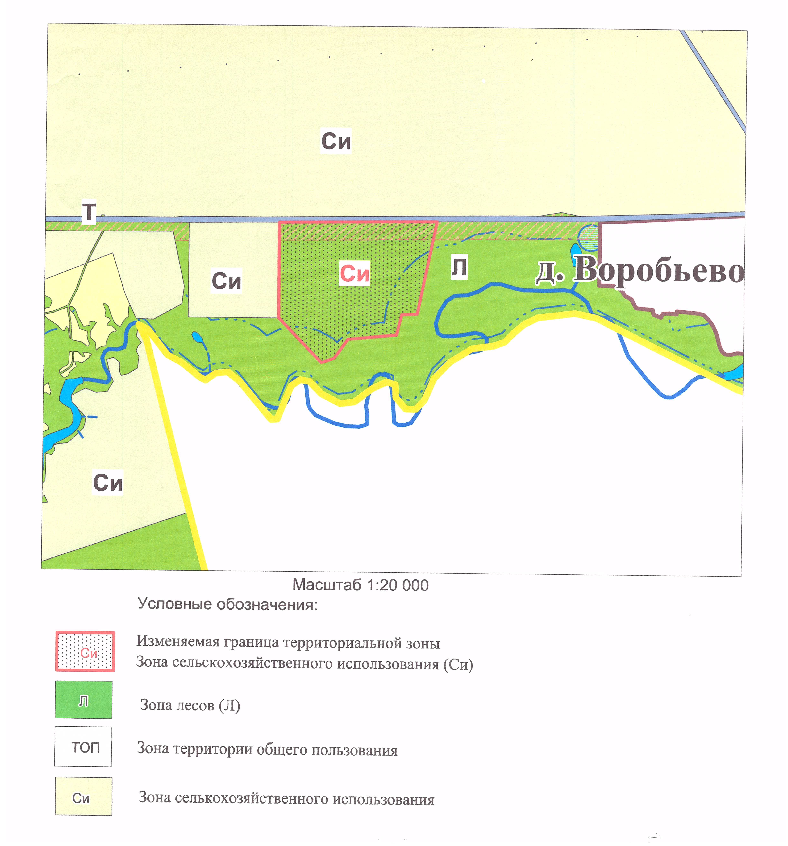 Си
Т
Си
Си
Л
д. Воробьево
Си
Масштаб 1:20 000
Условные обозначения:
Си
Изменяемая граница территориальной зоны
Зона сельскохозяйственного использования (Си)
Л
Зона лесов (Л)
ТОП
Зона территории общего пользования
Си
Зона селькохозяйственного использования